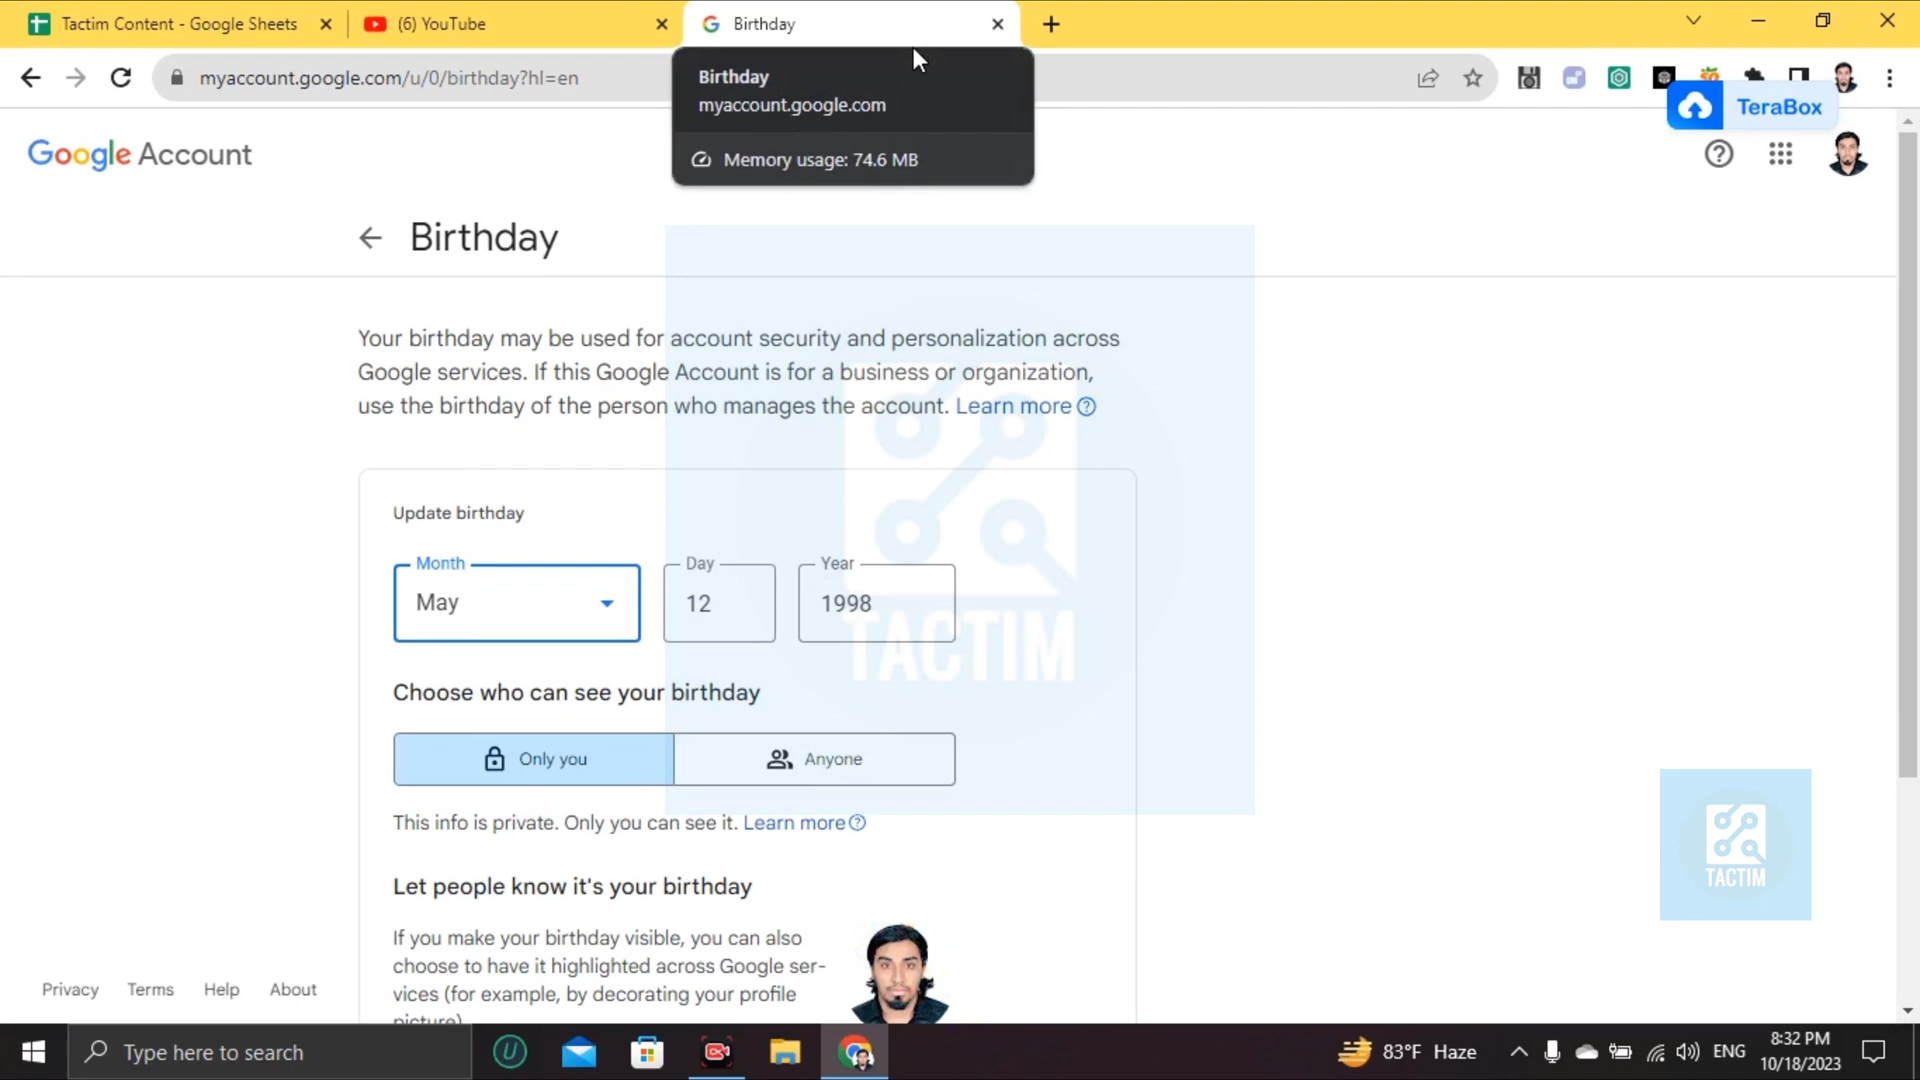 Tactim Content - Google Sheets
(6) YouTube
Birthday
myaccount.google.com/u/0/birthday?hl=en
Birthday
myaccount.google.com
Memory usage: 74.6 MB
TeraBox
Google Account
Birthday
Your birthday may be used for account security and personalization across
Google services. If this Google Account is for a business or organization,
use the birthday of the person who manages the account. Learn more
Update birthday
Month
May
Day
12
Year
1998
TACTIM
Choose who can see your birthday
Only you
Anyone
This info is private. Only you can see it. Learn more
TACTIM
Let people know it's your birthday
If you make your birthday visible, you can also
choose to have it highlighted across Google ser-
vices (for example, by decorating your profile
picture)
Privacy
Terms
Help
About
Type here to search
83°F Haze
ENG
8:32 PM
10/18/2023